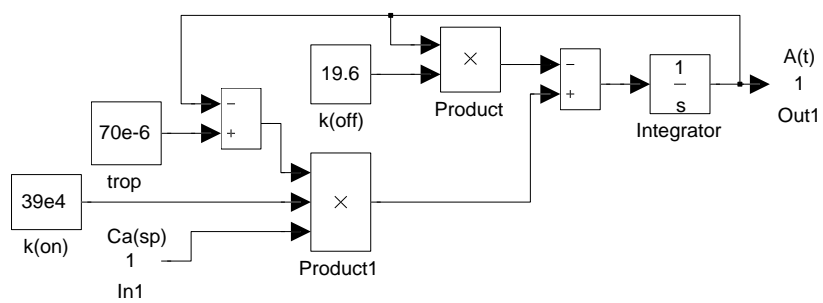 19.6
k(off)
×
Product
−
+
1
s
Integrator
A(t)
1
Out1
−
+
70e-6
trop
39e4
k(on)
Ca(sp)
1
In1
×
Product1